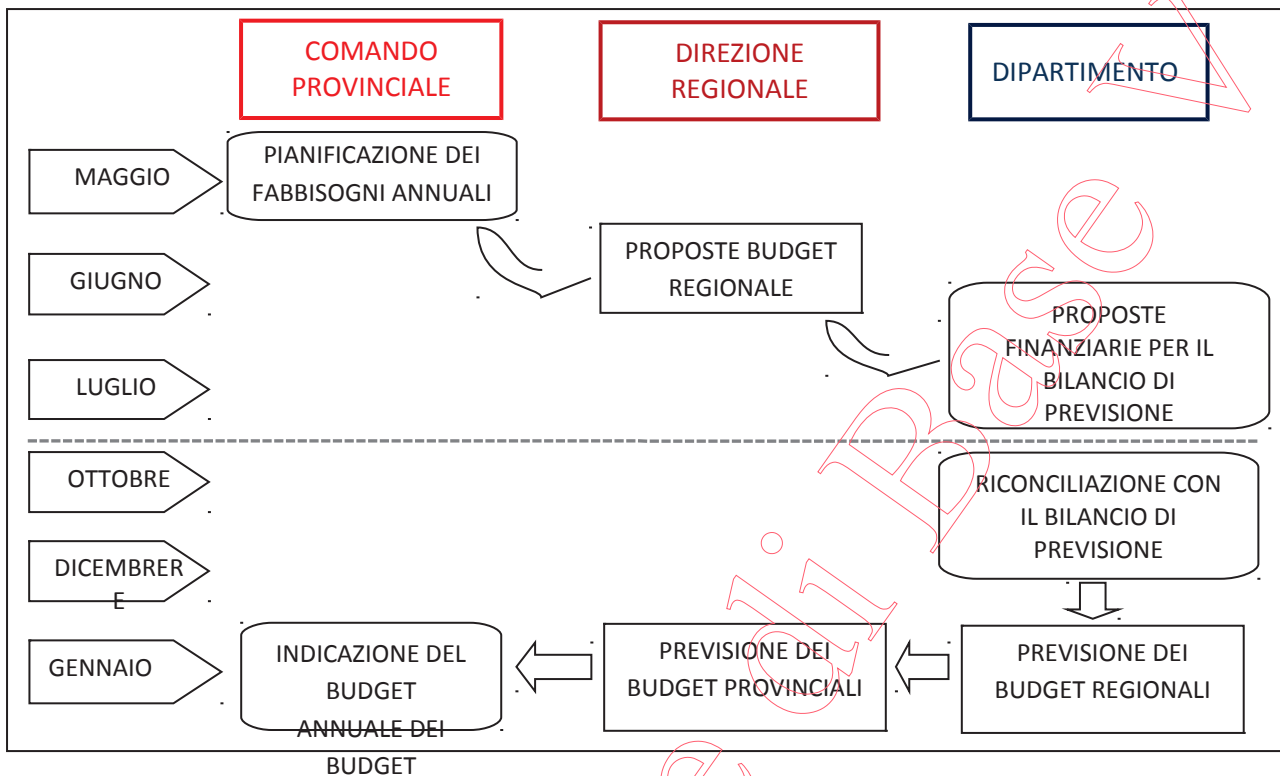 COMANDO
PROVINCIALE
DIREZIONE
REGIONALE
DIPARTIMENTO
MAGGIO
PIANIFICAZIONE DEI
FABBISOGNI ANNUALI
GIUGNO
PROPOSTE BUDGET
REGIONALE
PROPOSTE
FINANZIARIE PER IL
BILANCIO DI
PREVISIONE
LUGLIO
OTTOBRE
RICONCILIAZIONE CON
IL BILANCIO DI
PREVISIONE
DICEMBRER
E
GENNAIO
INDICAZIONE DEL
BUDGET
ANNUALE DEI
BUDGET
PREVISIONE DEI
BUDGET PROVINCIALI
PREVISIONE DEI
BUDGET REGIONALI
di Base